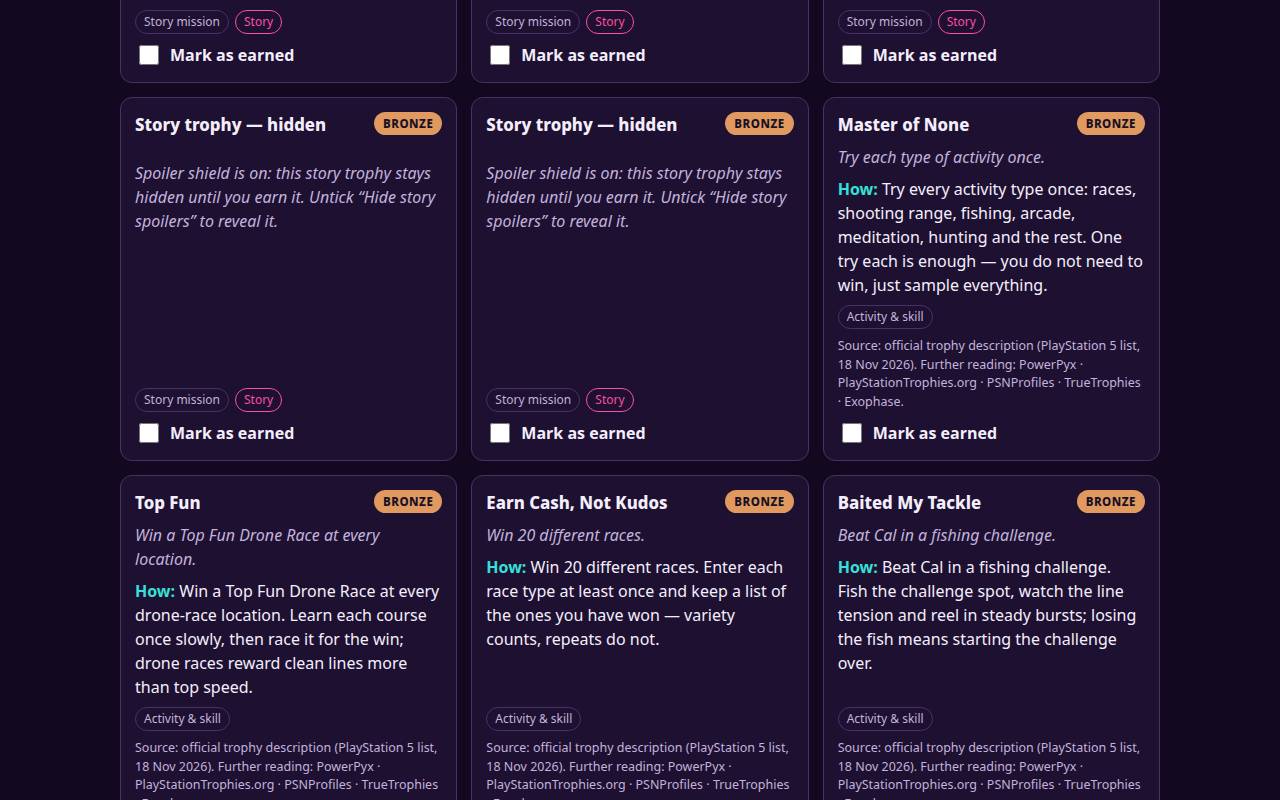 Story mission Story
Mark as earned
Story mission Story
Mark as earned
Story mission Story
Mark as earned
Story trophy — hidden BRONZE
Spoiler shield is on: this story trophy stays
hidden until you earn it. Untick “Hide story
spoilers” to reveal it.
Story mission Story
Mark as earned
Story trophy — hidden BRONZE
Spoiler shield is on: this story trophy stays
hidden until you earn it. Untick “Hide story
spoilers” to reveal it.
Story mission Story
Mark as earned
Master of None BRONZE
Try each type of activity once.
How: Try every activity type once: races,
shooting range, fishing, arcade,
meditation, hunting and the rest. One
try each is enough — you do not need to
win, just sample everything.
Activity & skill
Source: official trophy description (PlayStation 5 list,
18 Nov 2026). Further reading: PowerPyx ·
PlayStationTrophies.org · PSNProfiles · TrueTrophies
· Exophase.
Mark as earned
Top Fun BRONZE
Win a Top Fun Drone Race at every
location.
How: Win a Top Fun Drone Race at every
drone-race location. Learn each course
once slowly, then race it for the win;
drone races reward clean lines more
than top speed.
Activity & skill
Source: official trophy description (PlayStation 5 list,
18 Nov 2026). Further reading: PowerPyx ·
PlayStationTrophies.org · PSNProfiles · TrueTrophies
Earn Cash, Not Kudos BRONZE
Win 20 different races.
How: Win 20 different races. Enter each
race type at least once and keep a list of
the ones you have won — variety
counts, repeats do not.
Activity & skill
Source: official trophy description (PlayStation 5 list,
18 Nov 2026). Further reading: PowerPyx ·
PlayStationTrophies.org · PSNProfiles · TrueTrophies
Baited My Tackle BRONZE
Beat Cal in a fishing challenge.
How: Beat Cal in a fishing challenge.
Fish the challenge spot, watch the line
tension and reel in steady bursts; losing
the fish means starting the challenge
over.
Activity & skill
Source: official trophy description (PlayStation 5 list,
18 Nov 2026). Further reading: PowerPyx ·
PlayStationTrophies.org · PSNProfiles · TrueTrophies